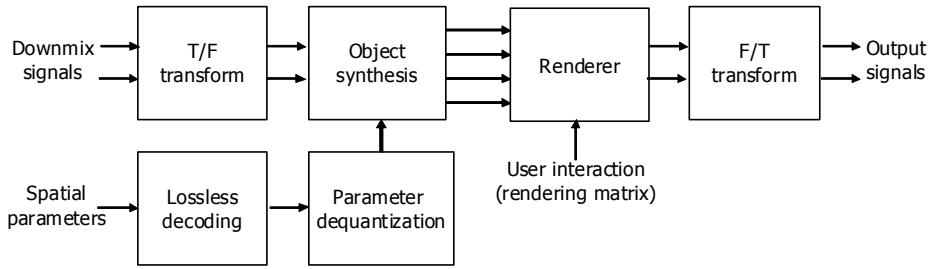 Downmix
signals
T/F
transform
Object
synthesis
Renderer
F/T
transform
Output
signals
User interaction
(rendering matrix)
Spatial
parameters
Lossless
decoding
Parameter
dequantization